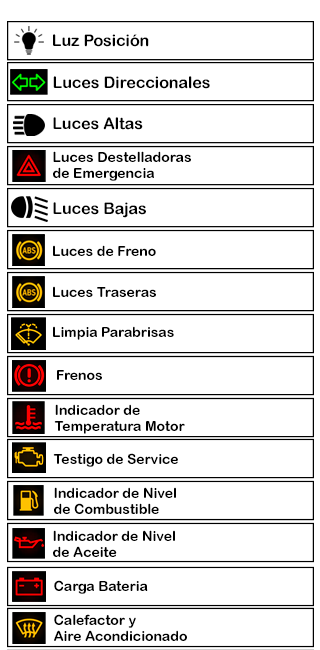 Luz Posición
Luces Direccionales
Luces Altas
Luces Destelladoras
de Emergencia
Luces Bajas
ABS Luces de Freno
ABS Luces Traseras
Limpia Parabrisas
Frenos
Indicador de
Temperatura Motor
Testigo de Service
Indicador de Nivel
de Combustible
Indicador de Nivel
de Aceite
Carga Bateria
Calefactor y
Aire Acondicionado